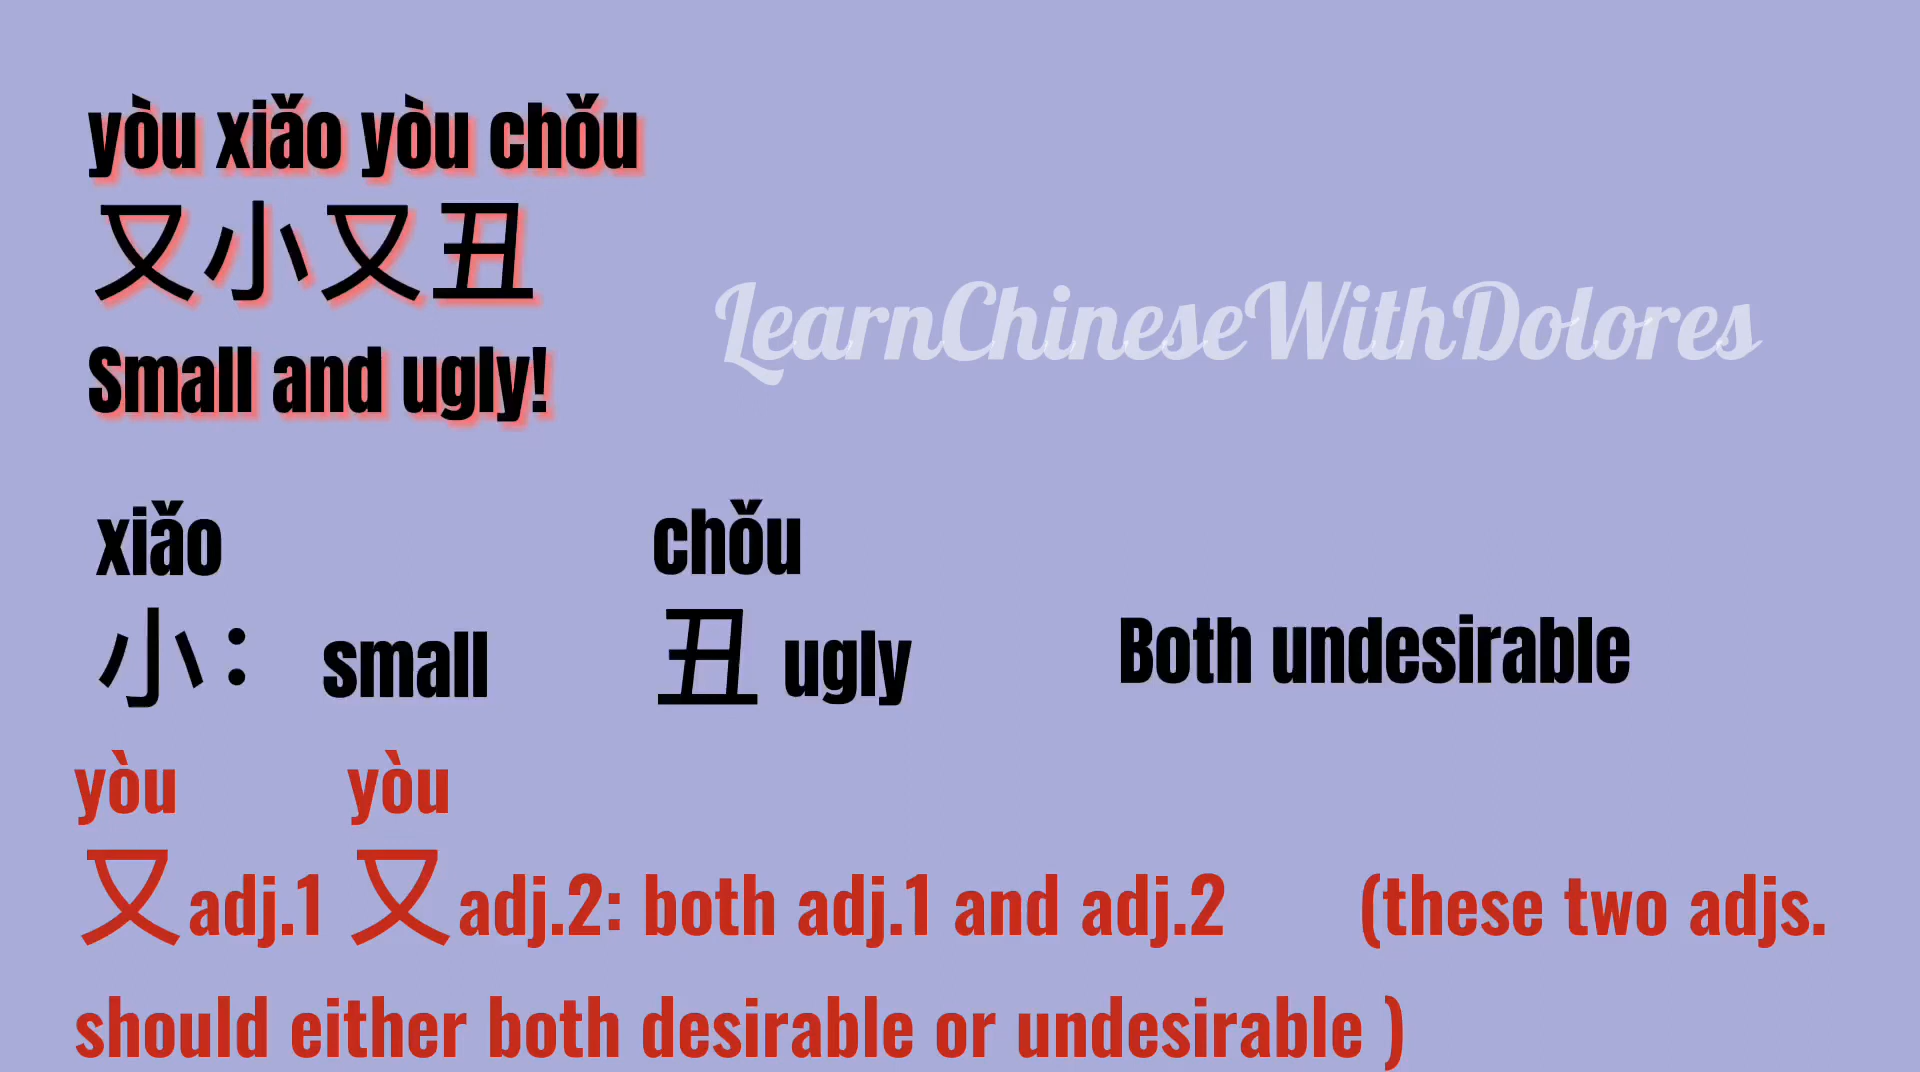 yòu xiǎo yòu chǒu
又小又丑
Small and ugly!
LearnChineseWithDolores
xiǎo chǒu
小： small 丑 ugly Both undesirable
yòu yòu
又adj.1 又adj.2: both adj.1 and adj.2 (these two adjs.
should either both desirable or undesirable )